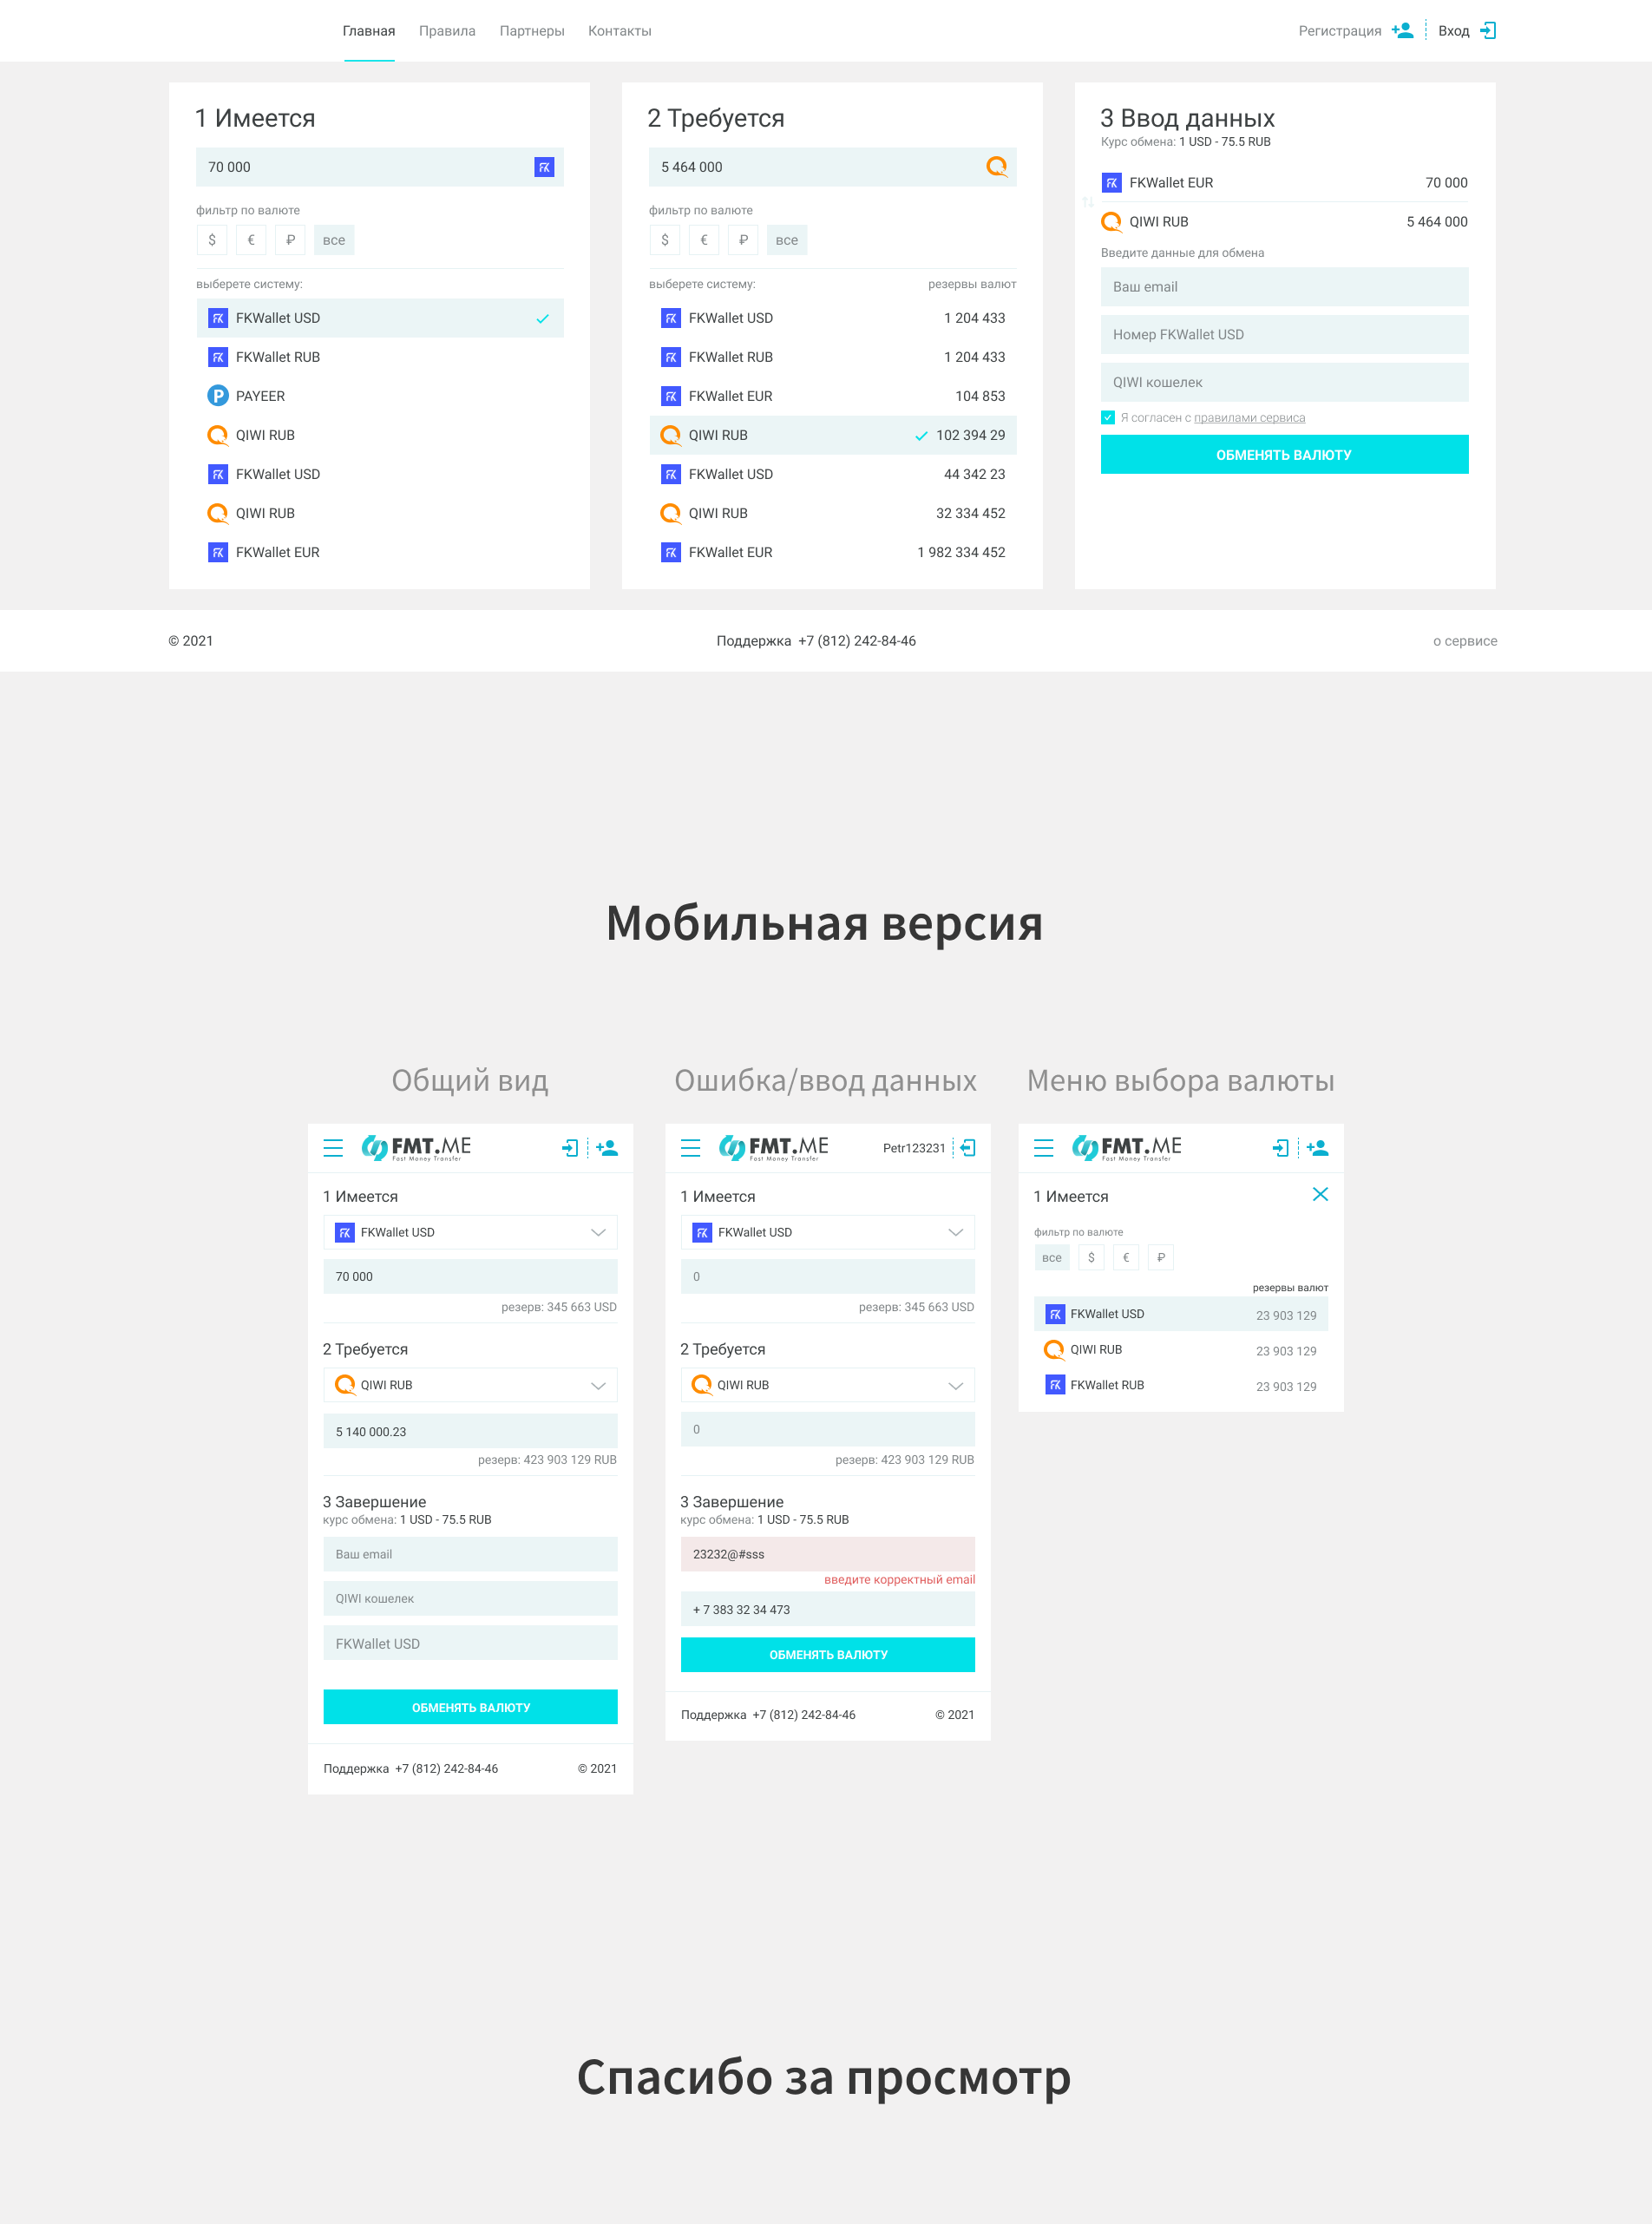 Главная Правила Партнеры Контакты Регистрация Вход
1 Имеется
70 000
фильтр по валюте
$ € ₽ все
выберете систему:
FKWallet USD
FKWallet RUB
PAYEER
QIWI RUB
FKWallet USD
QIWI RUB
FKWallet EUR
2 Требуется
5 464 000
фильтр по валюте
$ € ₽ все
выберете систему: резервы валют
FKWallet USD 1 204 433
FKWallet RUB 1 204 433
FKWallet EUR 104 853
QIWI RUB 102 394 29
FKWallet USD 44 342 23
QIWI RUB 32 334 452
FKWallet EUR 1 982 334 452
3 Ввод данных
Курс обмена: 1 USD - 75.5 RUB
FKWallet EUR 70 000
QIWI RUB 5 464 000
Введите данные для обмена
Ваш email
Номер FKWallet USD
QIWI кошелек
Я согласен с правилами сервиса
ОБМЕНЯТЬ ВАЛЮТУ
© 2021 Поддержка +7 (812) 242-84-46 о сервисе
Мобильная версия
Общий вид
FMT.ME
Fast Money Transfer
1 Имеется
FKWallet USD
70 000
резерв: 345 663 USD
2 Требуется
QIWI RUB
5 140 000.23
резерв: 423 903 129 RUB
3 Завершение
курс обмена: 1 USD - 75.5 RUB
Ваш email
QIWI кошелек
FKWallet USD
ОБМЕНЯТЬ ВАЛЮТУ
Поддержка +7 (812) 242-84-46 © 2021
Ошибка/ввод данных
FMT.ME Petr123231
Fast Money Transfer
1 Имеется
FKWallet USD
0
резерв: 345 663 USD
2 Требуется
QIWI RUB
0
резерв: 423 903 129 RUB
3 Завершение
курс обмена: 1 USD - 75.5 RUB
23232@#sss
введите корректный email
+ 7 383 32 34 473
ОБМЕНЯТЬ ВАЛЮТУ
Поддержка +7 (812) 242-84-46 © 2021
Меню выбора валюты
FMT.ME
Fast Money Transfer
1 Имеется
фильтр по валюте
все $ € ₽
резервы валют
FKWallet USD 23 903 129
QIWI RUB 23 903 129
FKWallet RUB 23 903 129
Спасибо за просмотр